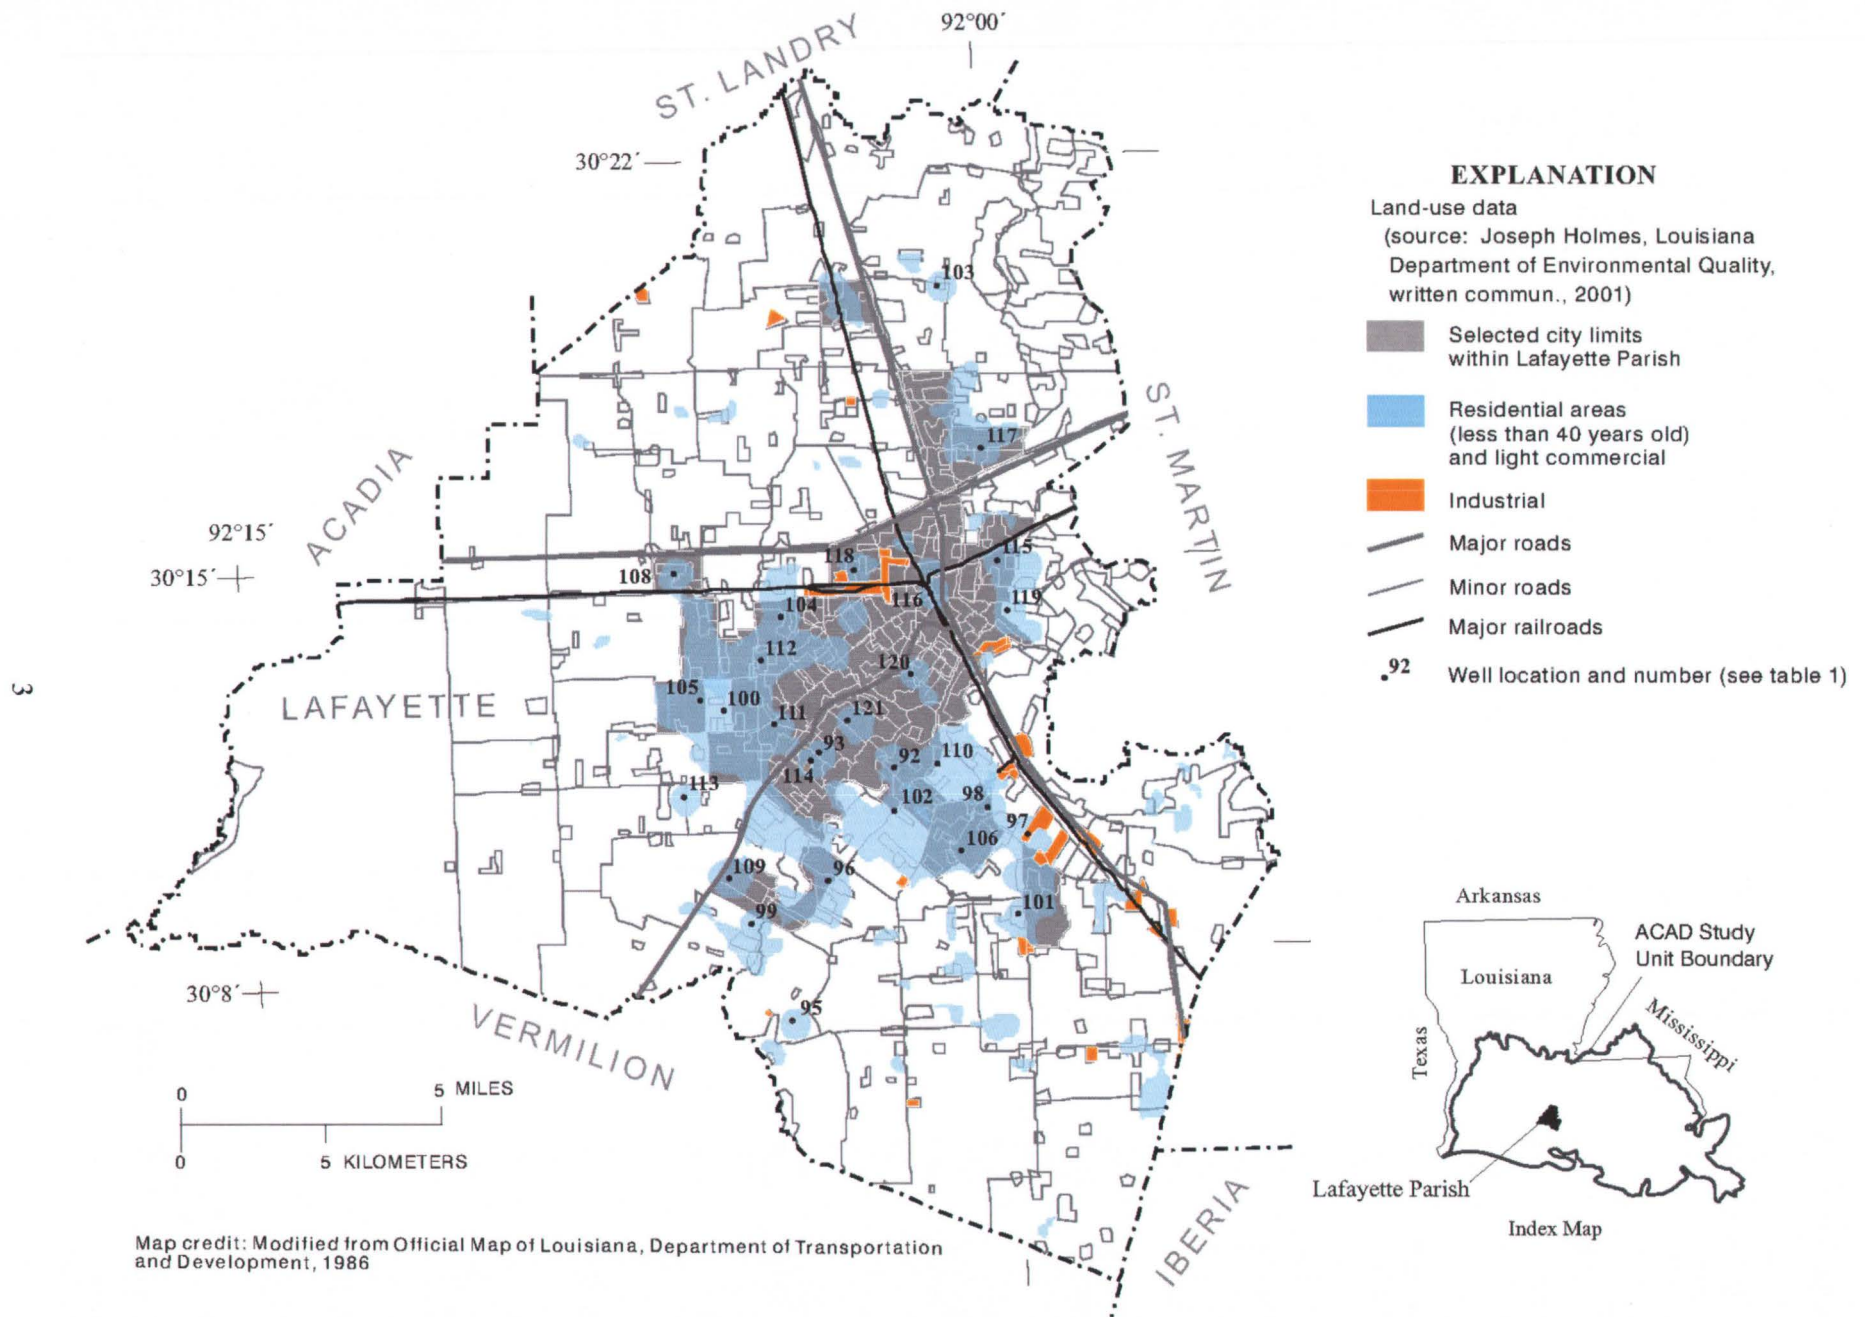 92°00´
ST. LANDRY
30°22´
103
117
ST. MARTIN
ACADIA
92°15´
30°15´
108
118
115
104
116
119
112
120
LAFAYETTE
105
100
111
121
93
92
110
114
113
102
98
97
106
109
96
99
101
30°8´
95
VERMILION
IBERIA
0 5 MILES
0 5 KILOMETERS
Map credit: Modified from Official Map of Louisiana, Department of Transportation
and Development, 1986
3
EXPLANATION
Land-use data
(source: Joseph Holmes, Louisiana
Department of Environmental Quality,
written commun., 2001)
Selected city limits
within Lafayette Parish
Residential areas
(less than 40 years old)
and light commercial
Industrial
Major roads
Minor roads
Major railroads
92 Well location and number (see table 1)
Arkansas
ACAD Study
Unit Boundary
Louisiana
Mississippi
Texas
Lafayette Parish
Index Map